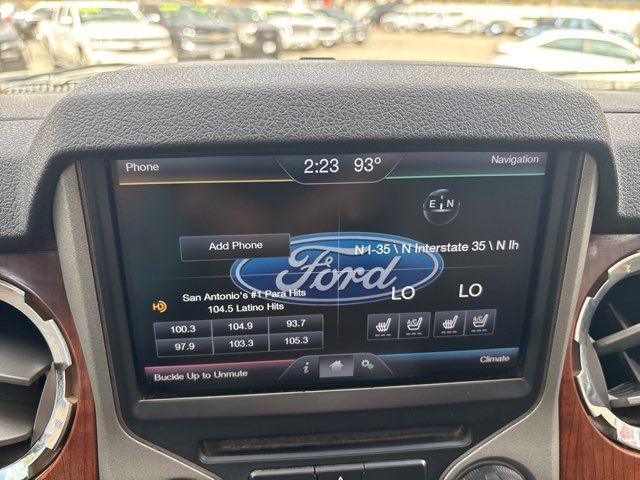 Phone
2:23 93°
Navigation
E N
Add Phone
N I-35 \ N Interstate 35 \ N Ih
Ford
San Antonio's #1 Para Hits
104.5 Latino Hits
HD
LO LO
100.3 104.9 93.7
97.9 103.3 105.3
A/C A/C
Buckle Up to Unmute
i
Climate